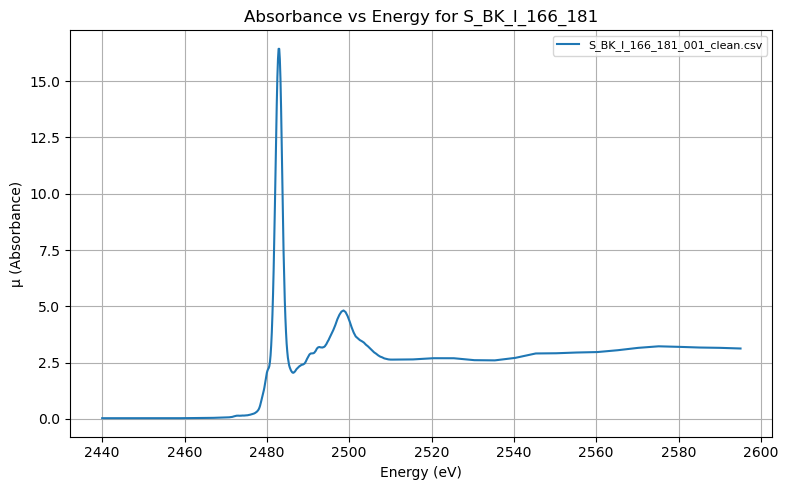 Absorbance vs Energy for S_BK_I_166_181
S_BK_I_166_181_001_clean.csv
μ (Absorbance)
15.0
12.5
10.0
7.5
5.0
2.5
0.0
2440 2460 2480 2500 2520 2540 2560 2580 2600
Energy (eV)